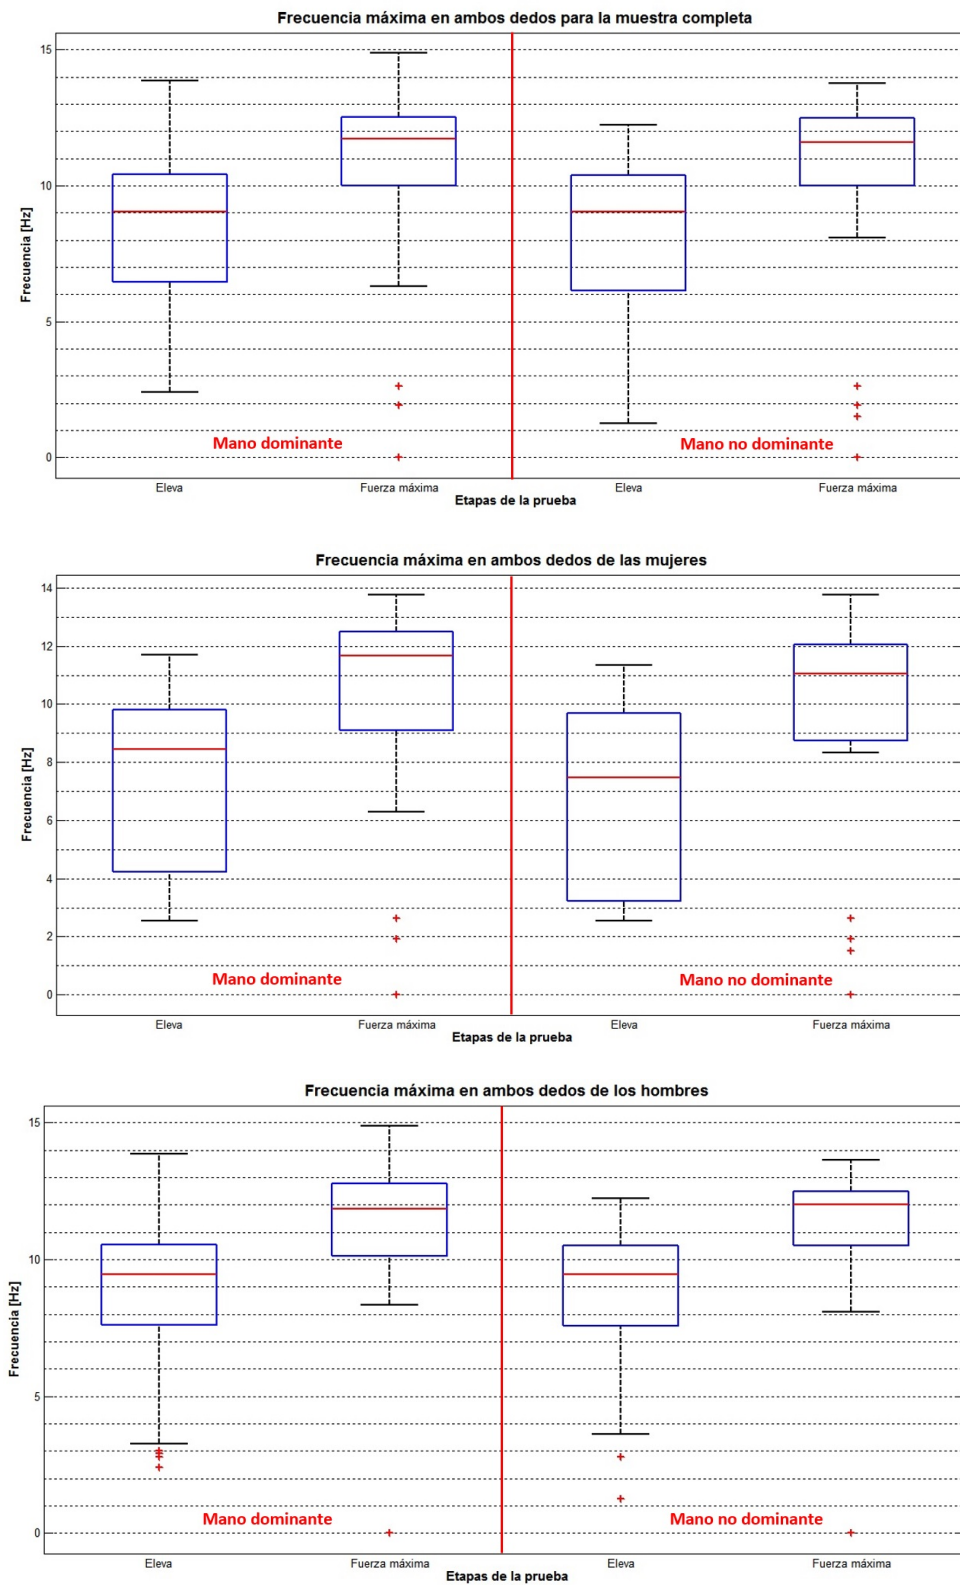 Frecuencia máxima en ambos dedos para la muestra completa
15
10
5
0
Frecuencia [Hz]
Mano dominante
Mano no dominante
Eleva
Fuerza máxima
Eleva
Fuerza máxima
Etapas de la prueba
Frecuencia máxima en ambos dedos de las mujeres
14
12
10
8
6
4
2
0
Frecuencia [Hz]
Mano dominante
Mano no dominante
Eleva
Fuerza máxima
Eleva
Fuerza máxima
Etapas de la prueba
Frecuencia máxima en ambos dedos de los hombres
15
10
5
0
Frecuencia [Hz]
Mano dominante
Mano no dominante
Eleva
Fuerza máxima
Eleva
Fuerza máxima
Etapas de la prueba